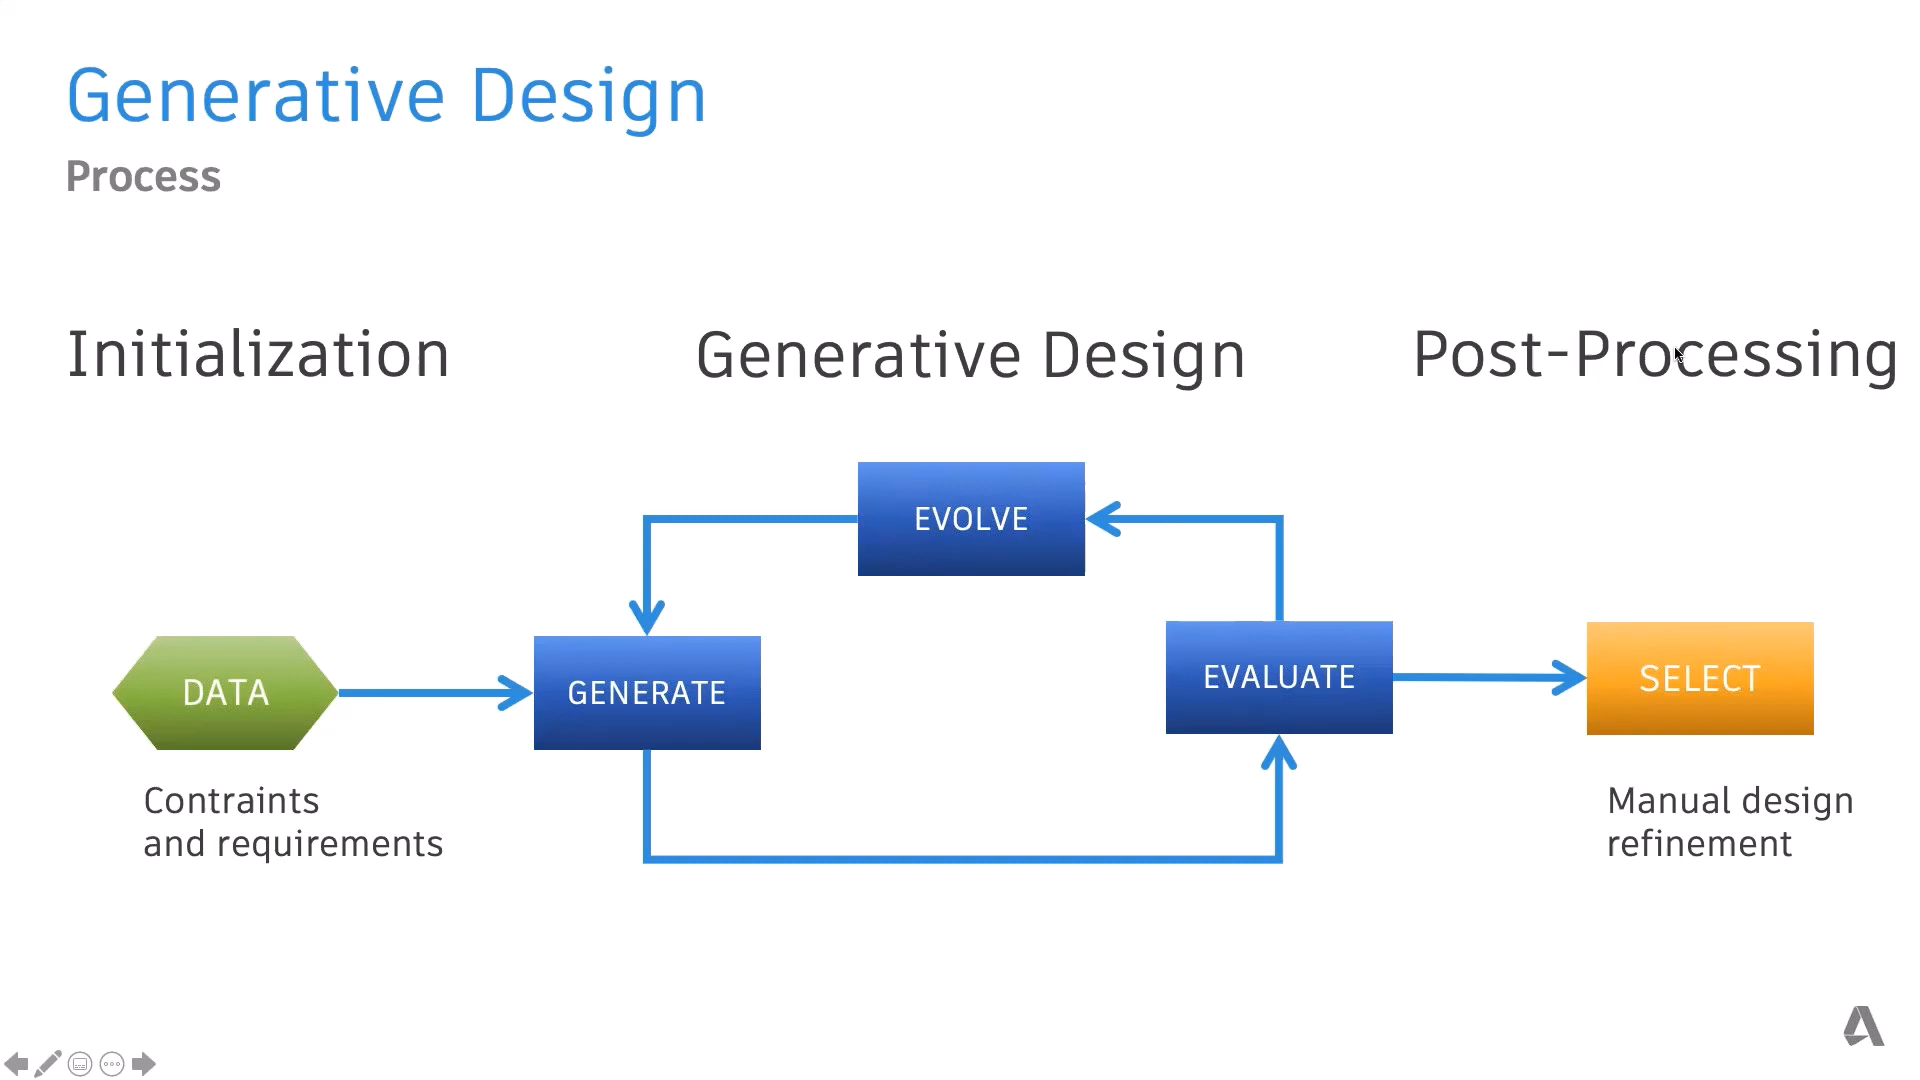 Generative Design
Process
Initialization
Generative Design
Post-Processing
EVOLVE
DATA
GENERATE
EVALUATE
SELECT
Contraints
and requirements
Manual design
refinement